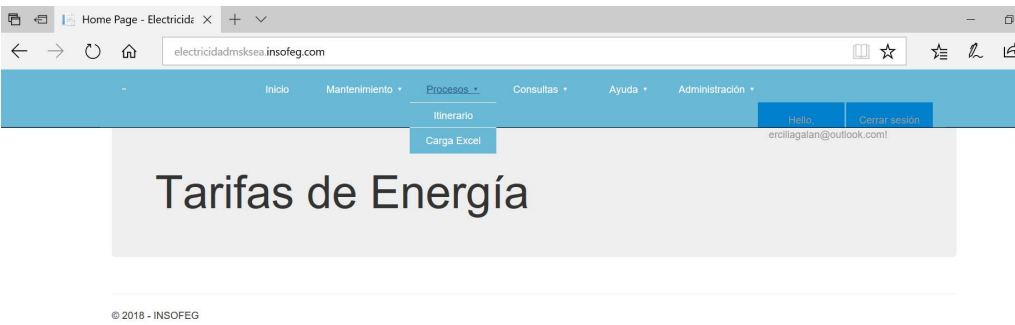 Home Page - Electricida
electricidadmsksea.insofeg.com
- Inicio Mantenimiento Procesos Consultas Ayuda Administración
Itinerario
Carga Excel
Hello, erciliagalan@outlook.com!
Cerrar sesión
Tarifas de Energía
© 2018 - INSOFEG